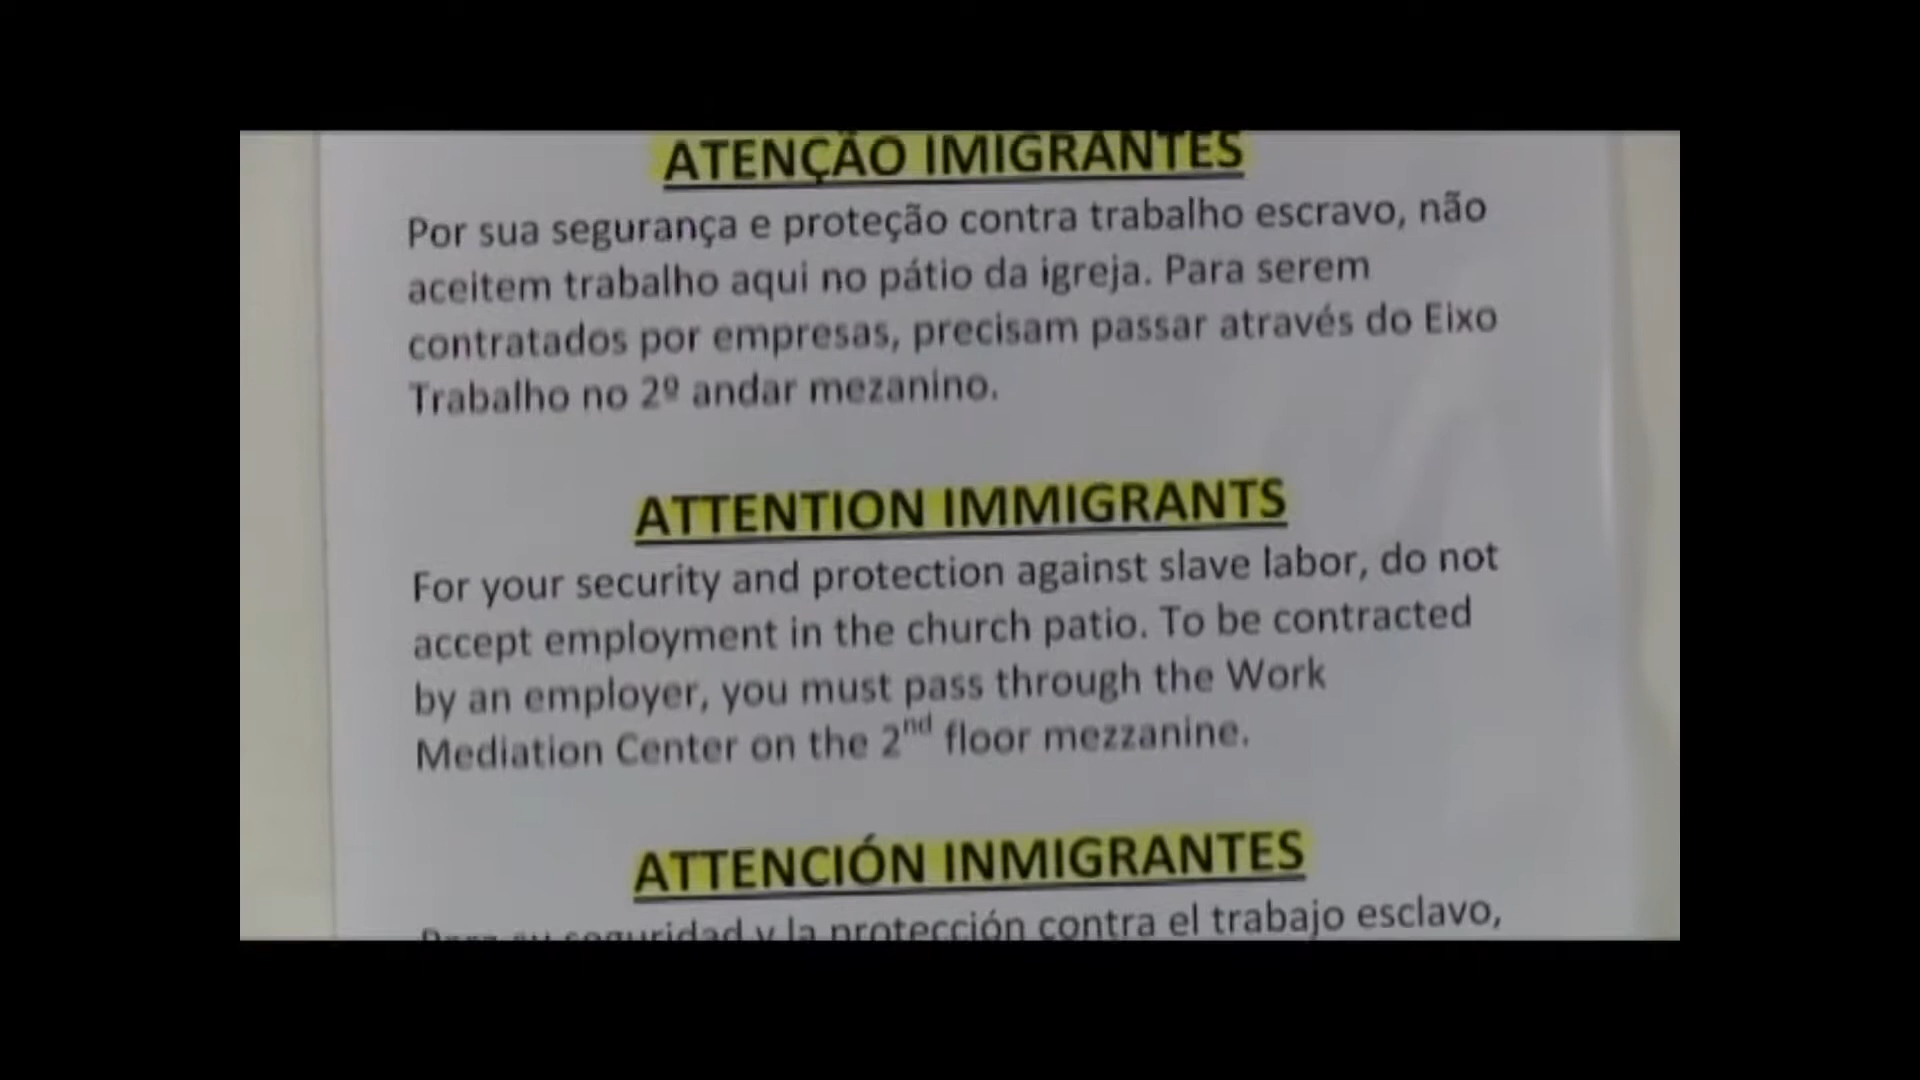 ATENÇÃO IMIGRANTES
Por sua segurança e proteção contra trabalho escravo, não
aceitem trabalho aqui no pátio da igreja. Para serem
contratados por empresas, precisam passar através do Eixo
Trabalho no 2º andar mezanino.
ATTENTION IMMIGRANTS
For your security and protection against slave labor, do not
accept employment in the church patio. To be contracted
by an employer, you must pass through the Work
Mediation Center on the 2nd floor mezzanine.
ATTENCIÓN INMIGRANTES
Para su seguridad y la protección contra el trabajo esclavo,